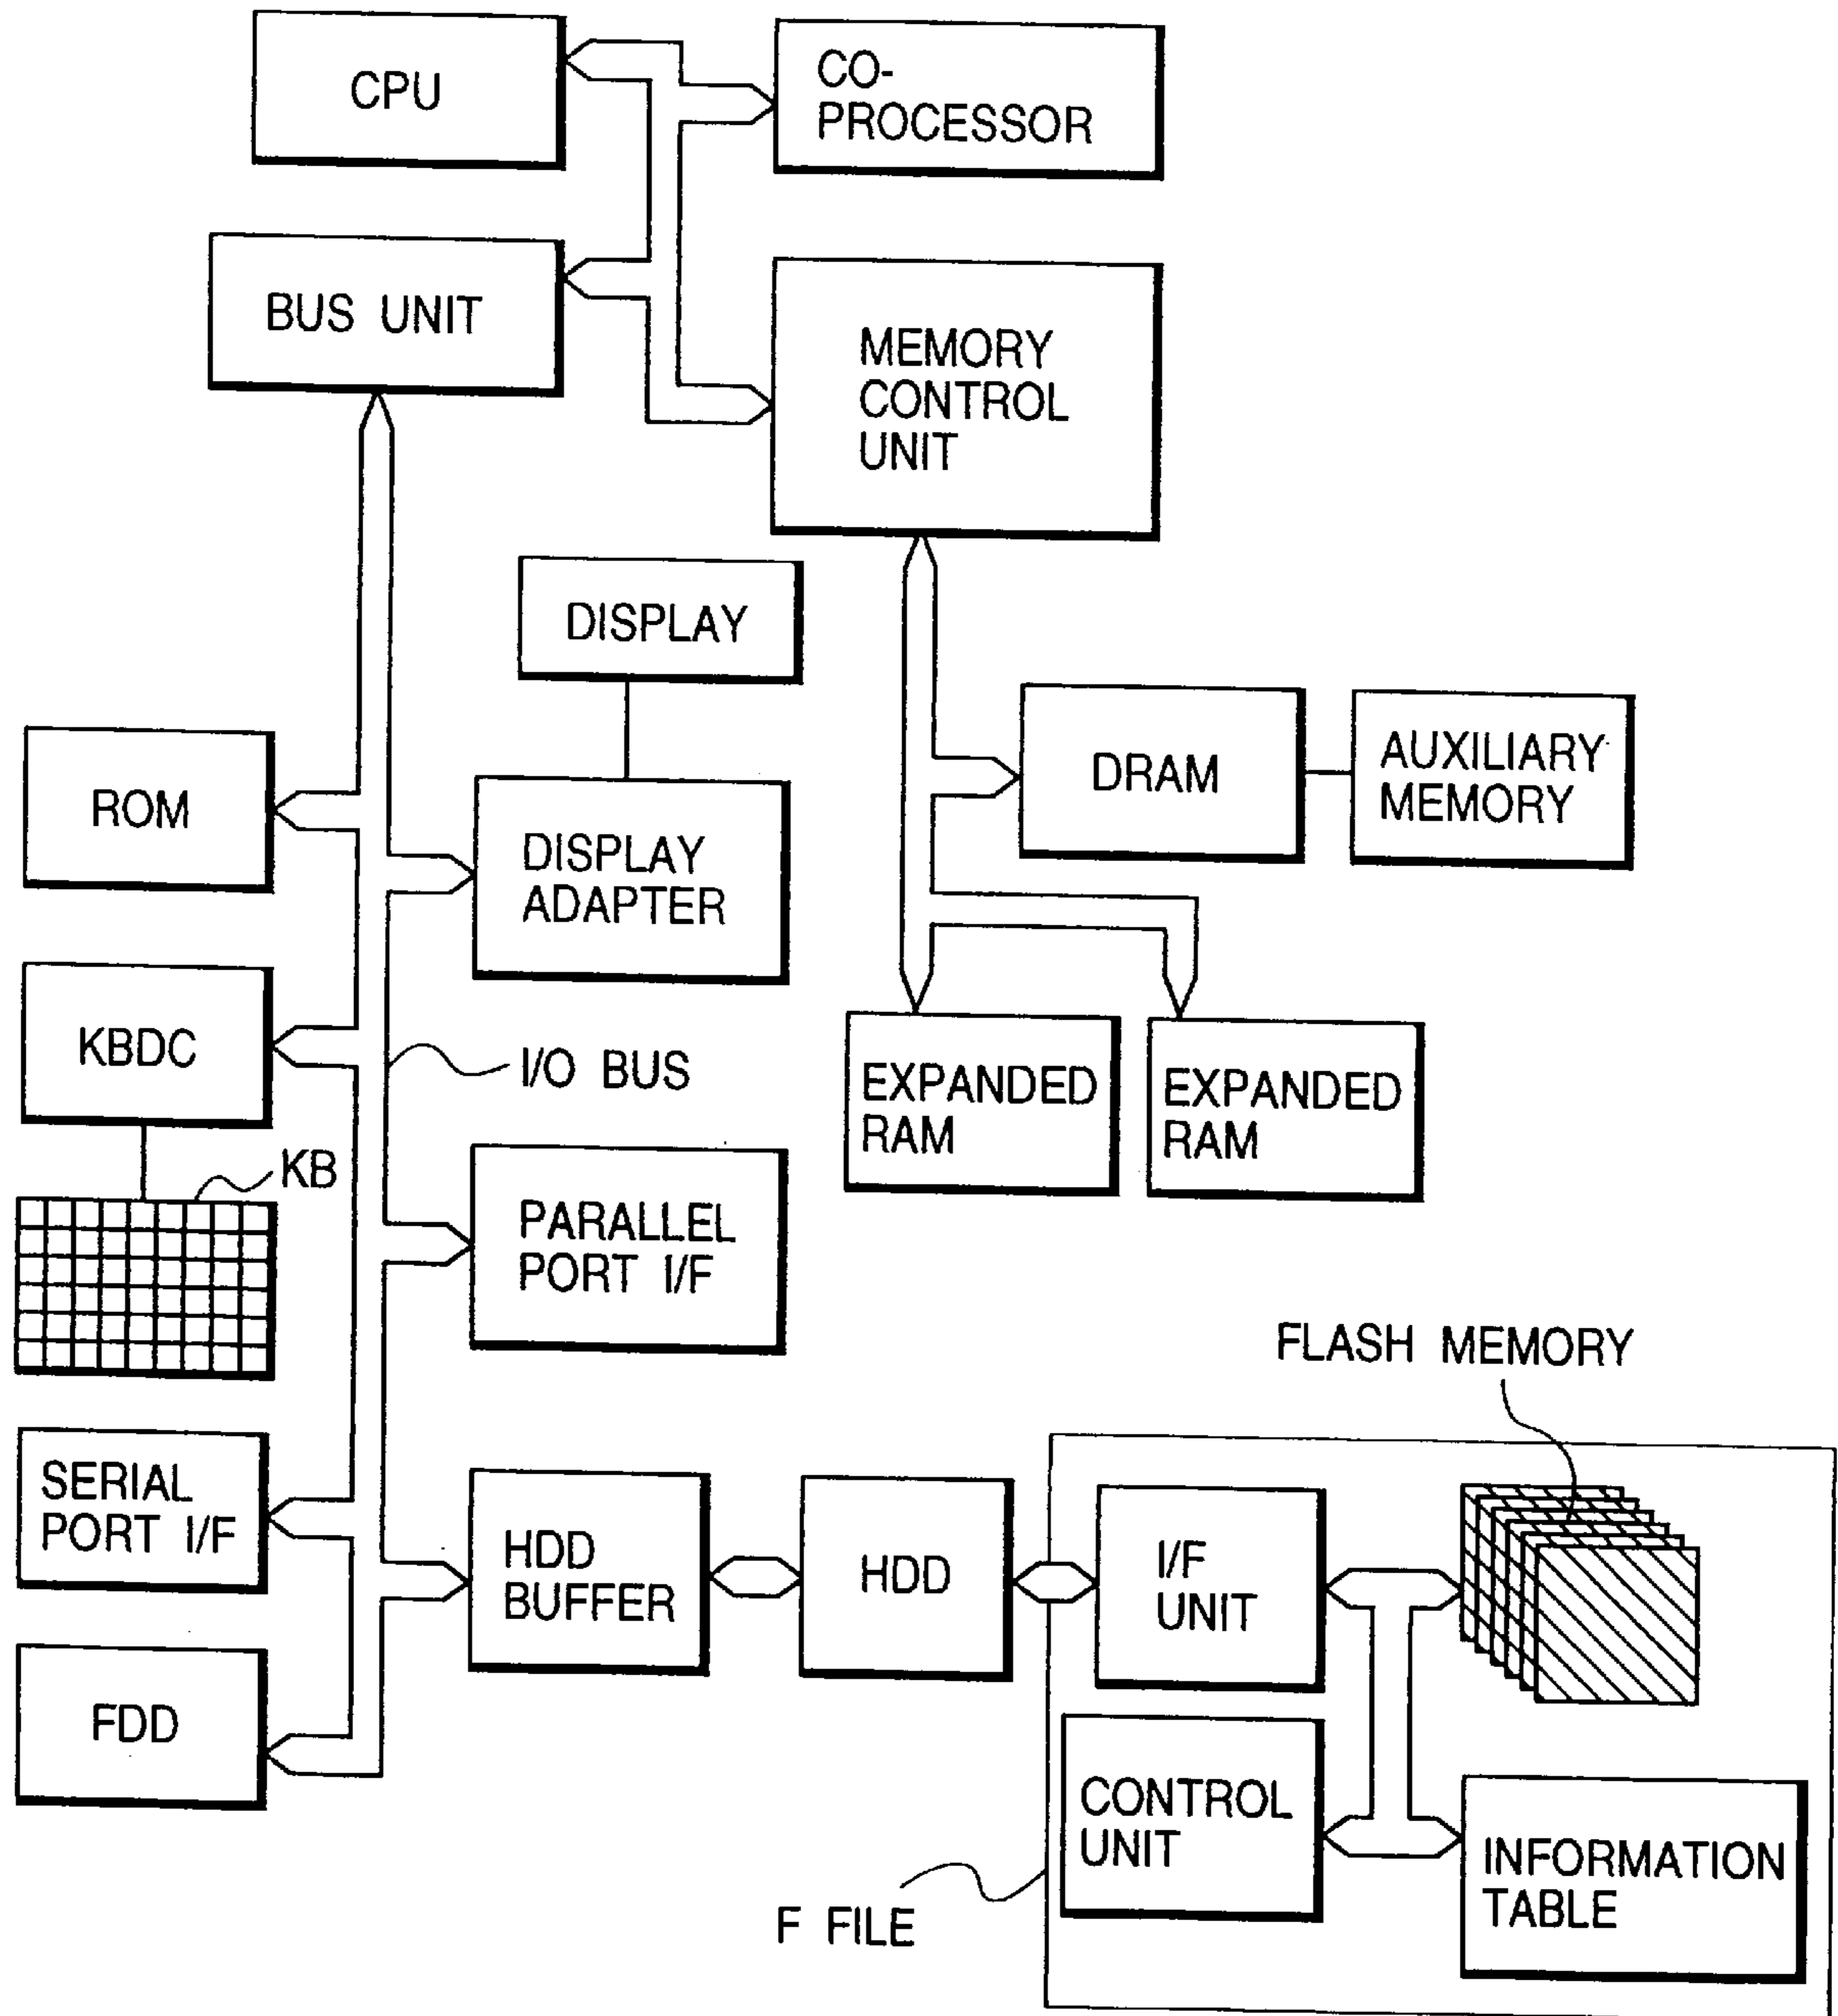 CPU
CO-
PROCESSOR
BUS UNIT
MEMORY
CONTROL
UNIT
DISPLAY
ROM
DISPLAY
ADAPTER
DRAM
AUXILIARY
MEMORY
KBDC
I/O BUS
EXPANDED
RAM
EXPANDED
RAM
KB
PARALLEL
PORT I/F
FLASH MEMORY
SERIAL
PORT I/F
HDD
BUFFER
HDD
I/F
UNIT
FDD
CONTROL
UNIT
INFORMATION
TABLE
F FILE